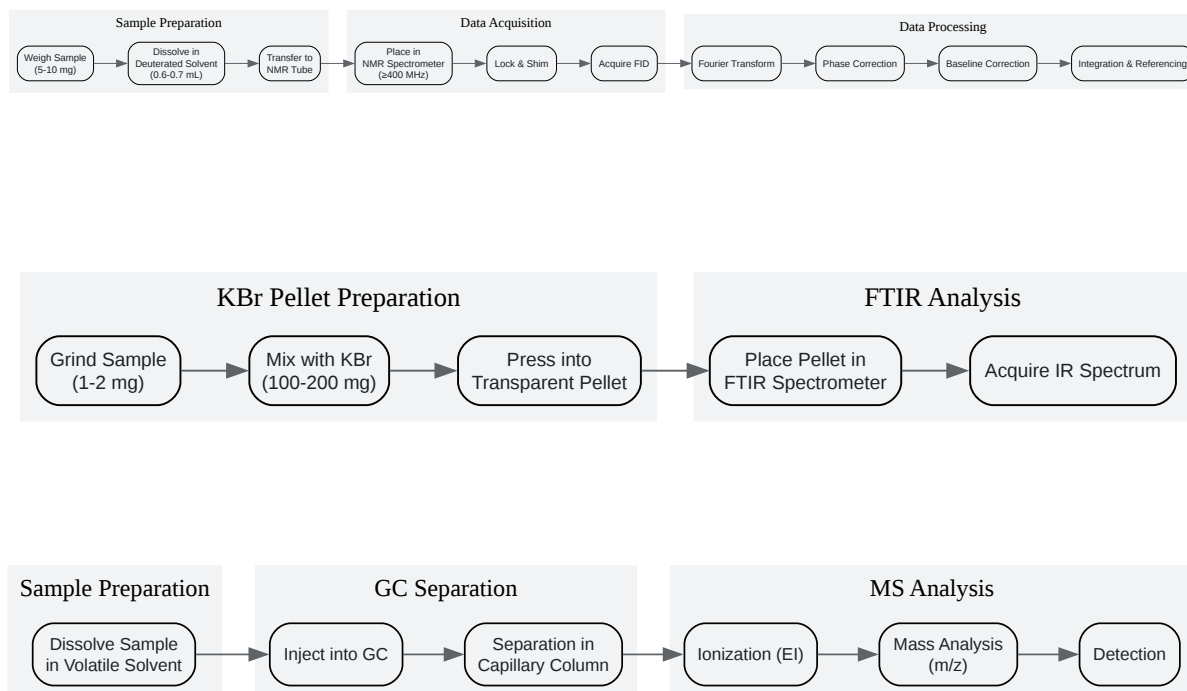 Sample Preparation
Data Acquisition
Data Processing
Weigh Sample
(5-10 mg)
Dissolve in
Deuterated Solvent
(0.6-0.7 mL)
Transfer to
NMR Tube
Place in
NMR Spectrometer
(≥400 MHz)
Lock & Shim
Acquire FID
Fourier Transform
Phase Correction
Baseline Correction
Integration & Referencing
KBr Pellet Preparation
FTIR Analysis
Grind Sample
(1-2 mg)
Mix with KBr
(100-200 mg)
Press into
Transparent Pellet
Place Pellet in
FTIR Spectrometer
Acquire IR Spectrum
Sample Preparation
GC Separation
MS Analysis
Dissolve Sample
in Volatile Solvent
Inject into GC
Separation in
Capillary Column
Ionization (EI)
Mass Analysis
(m/z)
Detection